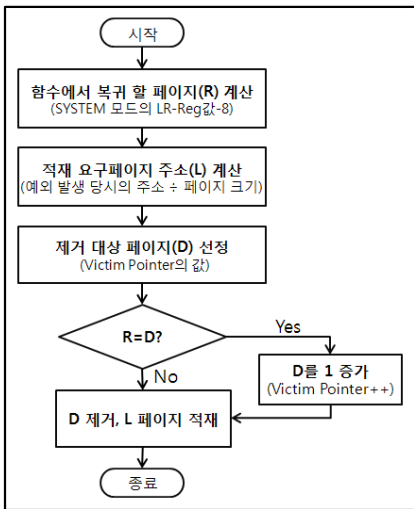 시작
함수에서 복귀 할 페이지(R) 계산
(SYSTEM 모드의 LR-Reg값-8)
적재 요구페이지 주소(L) 계산
(예외 발생 당시의 주소 ÷ 페이지 크기)
제거 대상 페이지(D) 선정
(Victim Pointer의 값)
R=D?
Yes
No
D를 1 증가
(Victim Pointer++)
D 제거, L 페이지 적재
종료